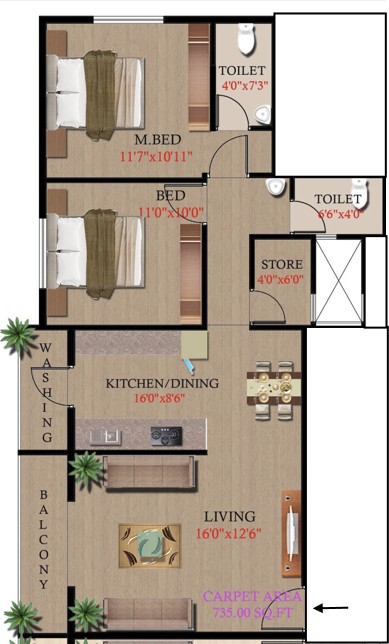 TOILET
4'0"x7'3"
M.BED
11'7"x10'11"
BED
11'0"x10'0"
TOILET
6'6"x4'0"
STORE
4'0"x6'0"
WASHING
KITCHEN/DINING
16'0"x8'6"
BALCONY
LIVING
16'0"x12'6"
CARPET AREA
735.00 SQ.FT